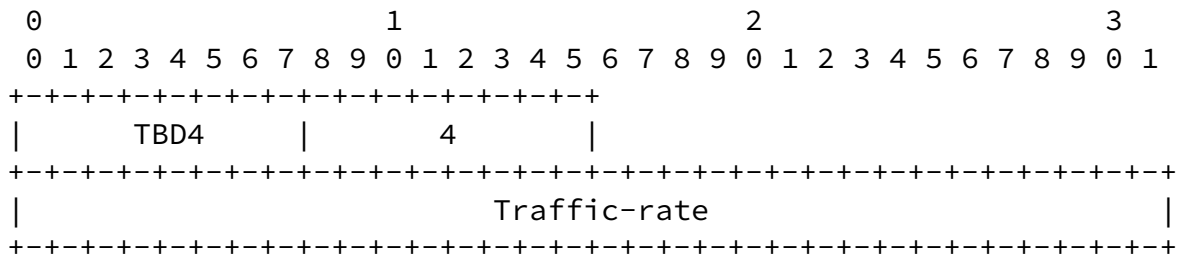 0                   1                   2                   3
 0 1 2 3 4 5 6 7 8 9 0 1 2 3 4 5 6 7 8 9 0 1 2 3 4 5 6 7 8 9 0 1
+-+-+-+-+-+-+-+-+-+-+-+-+-+-+-+-+
|      TBD4     |       4       |
+-+-+-+-+-+-+-+-+-+-+-+-+-+-+-+-+-+-+-+-+-+-+-+-+-+-+-+-+-+-+-+-+
|                          Traffic-rate                         |
+-+-+-+-+-+-+-+-+-+-+-+-+-+-+-+-+-+-+-+-+-+-+-+-+-+-+-+-+-+-+-+-+